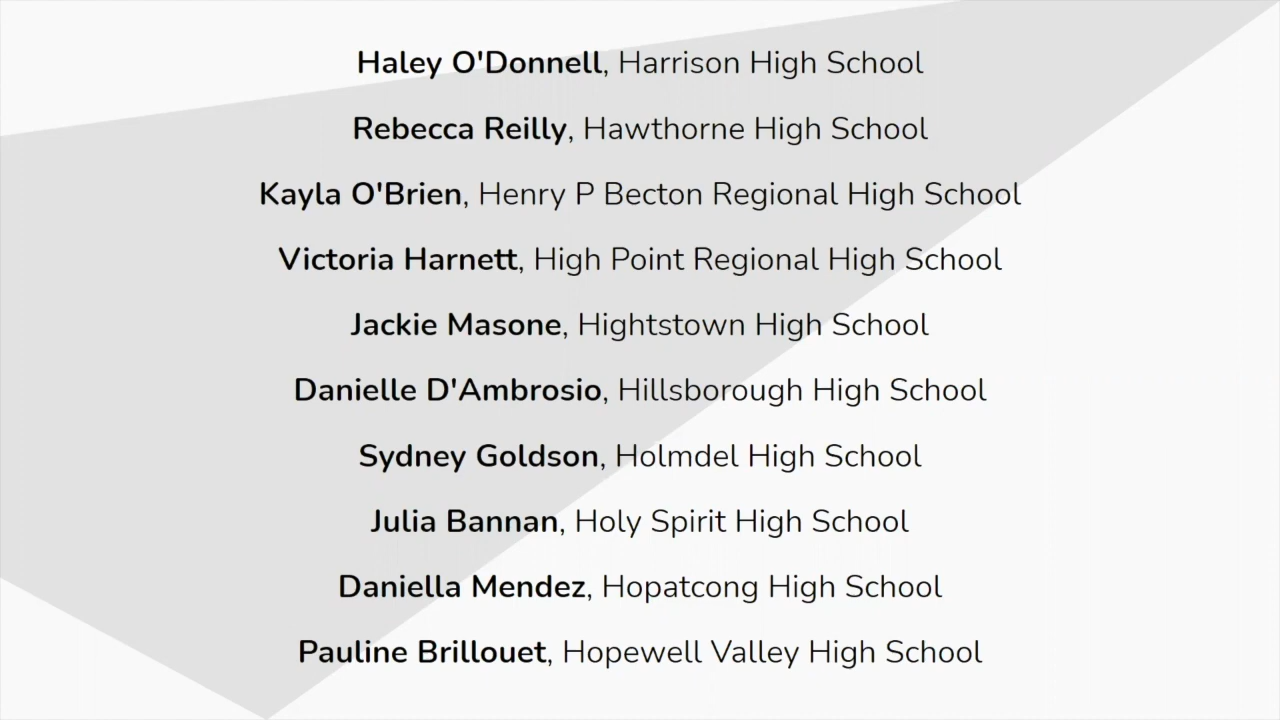 Haley O'Donnell, Harrison High School
Rebecca Reilly, Hawthorne High School
Kayla O'Brien, Henry P Becton Regional High School
Victoria Harnett, High Point Regional High School
Jackie Masone, Hightstown High School
Danielle D'Ambrosio, Hillsborough High School
Sydney Goldson, Holmdel High School
Julia Bannan, Holy Spirit High School
Daniella Mendez, Hopatcong High School
Pauline Brillouet, Hopewell Valley High School